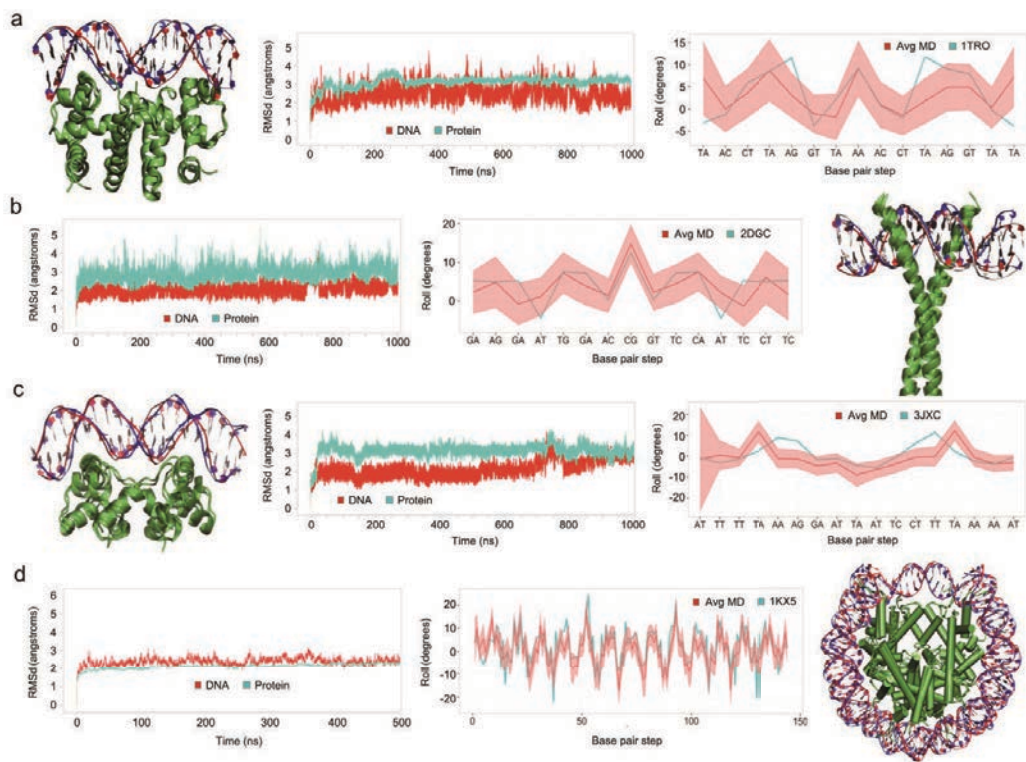 a
RMSd (angstroms)
5
4
3
2
1
0
0 200 400 600 800 1000
DNA Protein
Time (ns)
Roll (degrees)
15
10
5
0
-5
Avg MD 1TRO
TA AC CT TA AG GT TA AA AC CT TA AG GT TA TA
Base pair step
b
RMSd (angstroms)
5
4
3
2
1
0
0 200 400 600 800 1000
DNA Protein
Time (ns)
Roll (degrees)
20
10
0
Avg MD 2DGC
GA AG GA AT TG GA AC CG GT TC CA AT TC CT TC
Base pair step
c
RMSd (angstroms)
5
4
3
2
1
0
0 200 400 600 800 1000
DNA Protein
Time (ns)
Roll (degrees)
20
10
0
-10
-20
Avg MD 3JXC
AT TT TT TA AA AG GA AT TA AT TC CT TT TA AA AA AT
Base pair step
d
RMSd (angstroms)
6
5
4
3
2
1
0
0 100 200 300 400 500
DNA Protein
Time (ns)
Roll (degrees)
20
10
0
-10
-20
Avg MD 1KX5
0 50 100 150
Base pair step